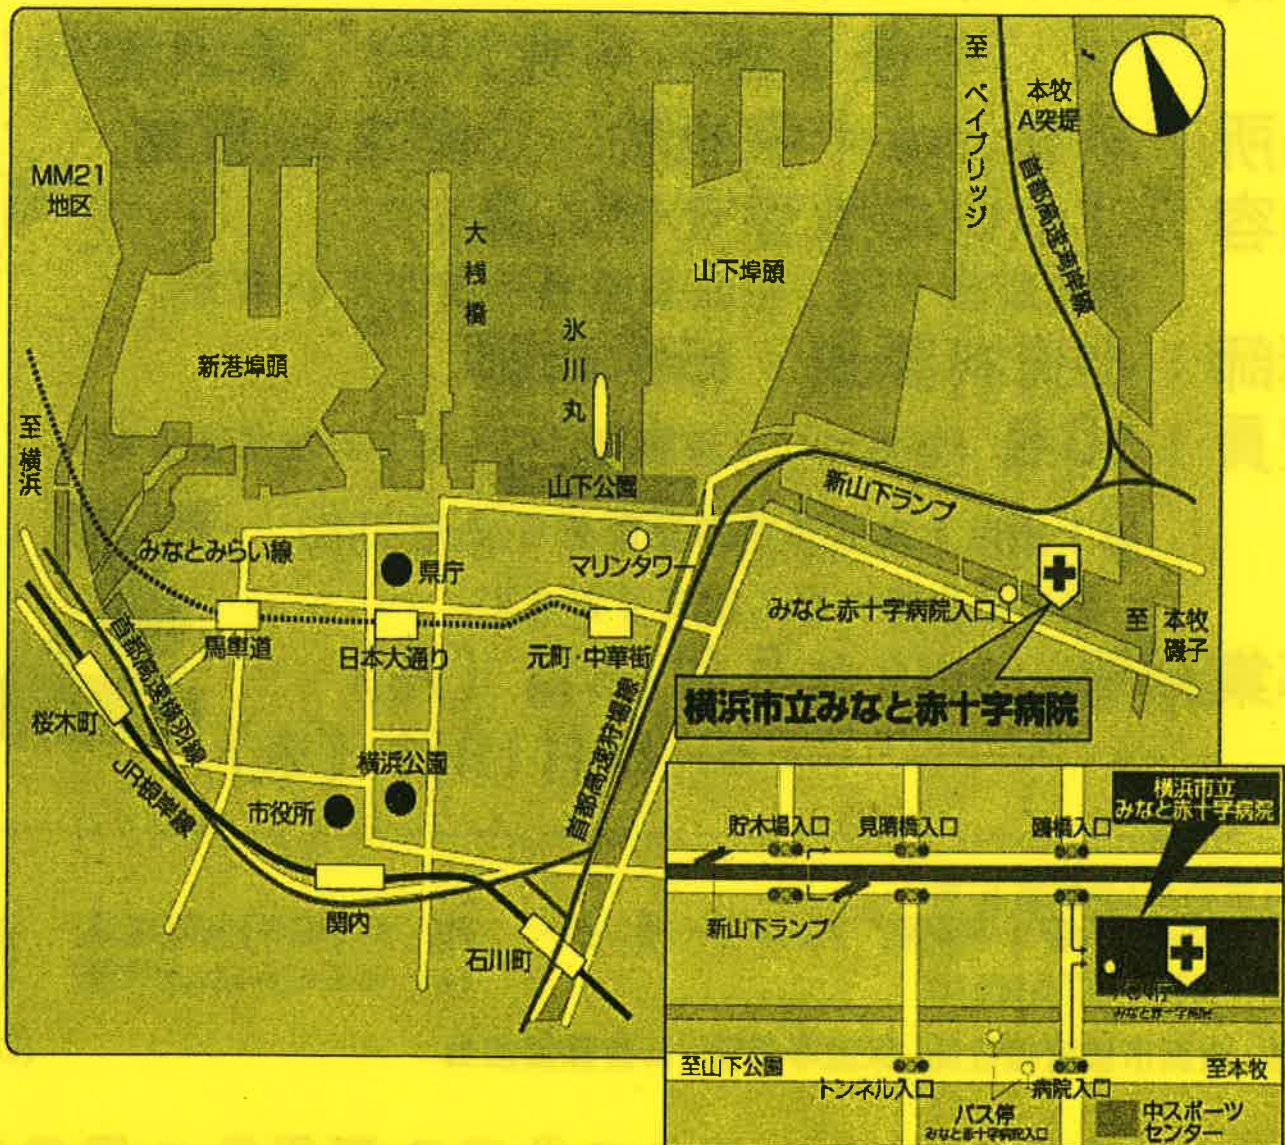 至 ベイブリッジ
本牧
A突堤
首都高速湾岸線
MM21
地区
大桟橋
山下埠頭
氷川丸
新港埠頭
至横浜
山下公園
新山下ランプ
みなとみらい線
県庁
マリンタワー
みなと赤十字病院入口
至 本牧
磯子
馬車道
日本大通り
元町・中華街
首都高速横羽線
首都高速狩場線
横浜市立みなと赤十字病院
桜木町
JR根岸線
横浜公園
市役所
関内
石川町
横浜市立
みなと赤十字病院
貯木場入口
見晴橋入口
新山下ランプ
みなと赤十字病院
至山下公園
至本牧
トンネル入口
病院入口
バス停
みなと赤十字病院入口
中スポーツ
センター